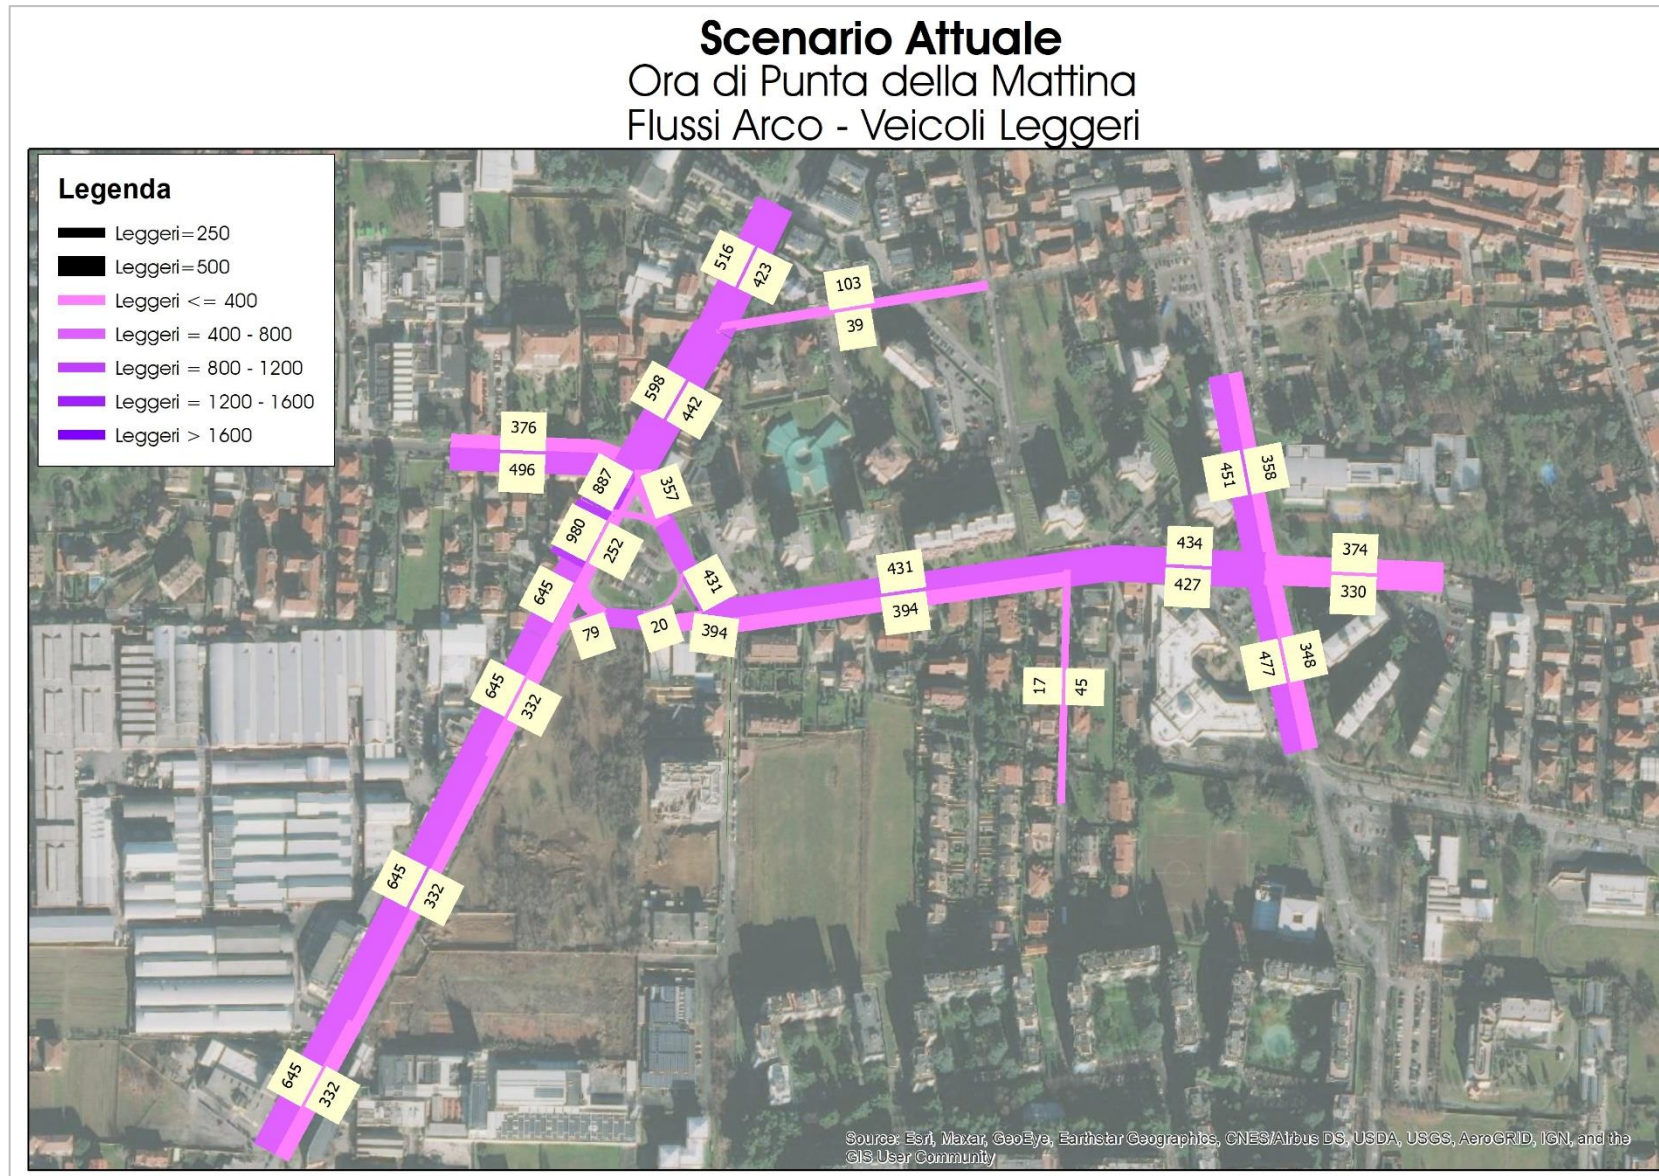 Scenario Attuale
Ora di Punta della Mattina
Flussi Arco - Veicoli Leggeri
Legenda
Leggeri=250
Leggeri=500
Leggeri <= 400
Leggeri = 400 - 800
Leggeri = 800 - 1200
Leggeri = 1200 - 1600
Leggeri > 1600
516
423
103
39
598
442
376
496
887
357
980
252
645
431
79
20
394
431
394
434
427
451
358
374
330
477
348
17
45
645
332
645
332
645
332
Source: Esri, Maxar, GeoEye, Earthstar Geographics, CNES/Airbus DS, USDA, USGS, AeroGRID, IGN, and the
GIS User Community